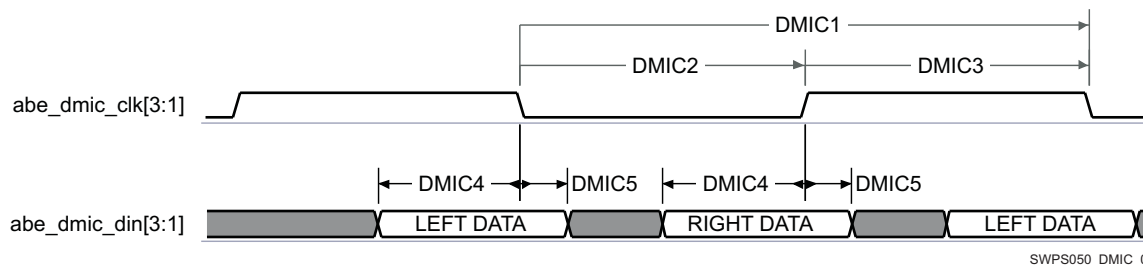 DMIC1
DMIC2 DMIC3
abe_dmic_clk[3:1]
DMIC4 DMIC5 DMIC4 DMIC5
abe_dmic_din[3:1] LEFT DATA RIGHT DATA LEFT DATA